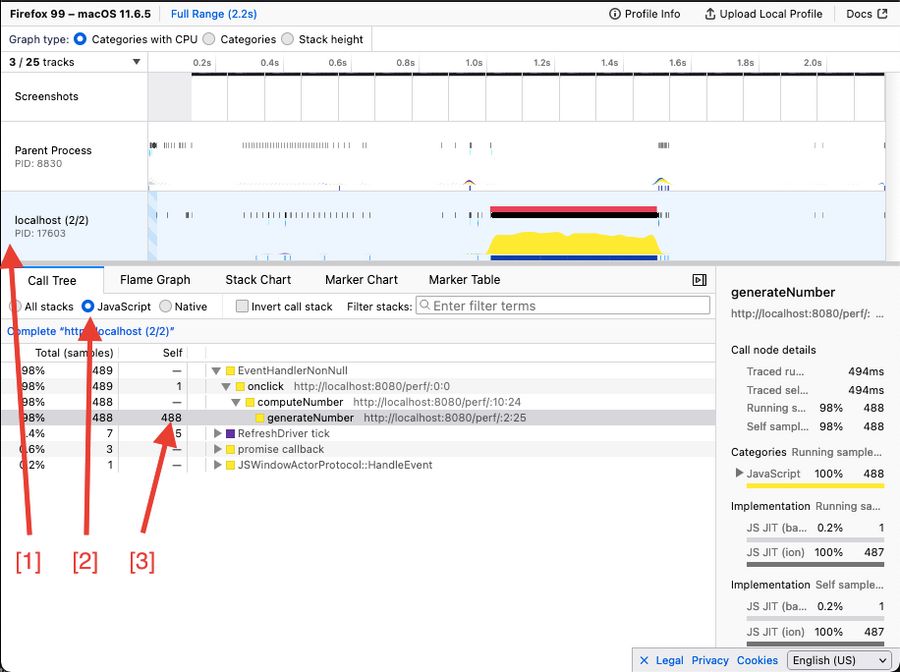 Firefox 99 – macOS 11.6.5 Full Range (2.2s) Profile Info Upload Local Profile Docs
Graph type: Categories with CPU Categories Stack height
3 / 25 tracks 0.2s 0.4s 0.6s 0.8s 1.0s 1.2s 1.4s 1.6s 1.8s 2.0s
Screenshots
Parent Process
PID: 8830
localhost (2/2)
PID: 17603
Call Tree Flame Graph Stack Chart Marker Chart Marker Table
All stacks JavaScript Native Invert call stack Filter stacks: Enter filter terms
Complete “http localhost (2/2)”
Total (samples) Self
98% 489 — EventHandlerNonNull
98% 489 1 onclick http://localhost:8080/perf/:0:0
98% 488 — computeNumber http://localhost:8080/perf/:10:24
98% 488 488 generateNumber http://localhost:8080/perf/:2:25
.4% 7 5 RefreshDriver tick
0.6% 3 — promise callback
0.2% 1 — JSWindowActorProtocol::HandleEvent
[1] [2] [3]
generateNumber
http://localhost:8080/perf/: ...
Call node details
Traced ru... 494ms
Traced sel... 494ms
Running s... 98% 488
Self sampl... 98% 488
Categories Running sample...
JavaScript 100% 488
Implementation Running sa...
JS JIT (ba... 0.2% 1
JS JIT (ion) 100% 487
Implementation Self sample...
JS JIT (ba... 0.2% 1
JS JIT (ion) 100% 487
Legal Privacy Cookies English (US)